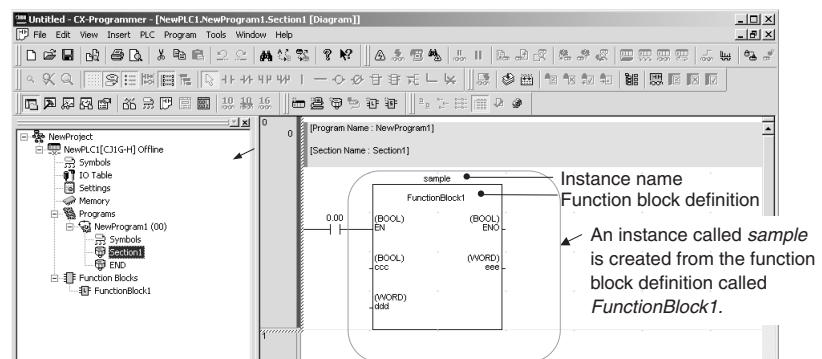 Untitled - CX-Programmer - [NewPLC1.NewProgram1.Section1 [Diagram]]
File Edit View Insert PLC Program Tools Window Help
10 10 16
NewProject
NewPLC1[CJ1G-H] Offline
Symbols
IO Table
Settings
Memory
Programs
NewProgram1 (00)
Symbols
Section1
END
Function Blocks
FunctionBlock1
0
0
[Program Name : NewProgram1]
[Section Name : Section1]
sample
FunctionBlock1
0.00
(BOOL) (BOOL)
EN ENO
(BOOL) (WORD)
ccc eee
(WORD)
ddd
1
Instance name
Function block definition
An instance called sample
is created from the function
block definition called
FunctionBlock1.